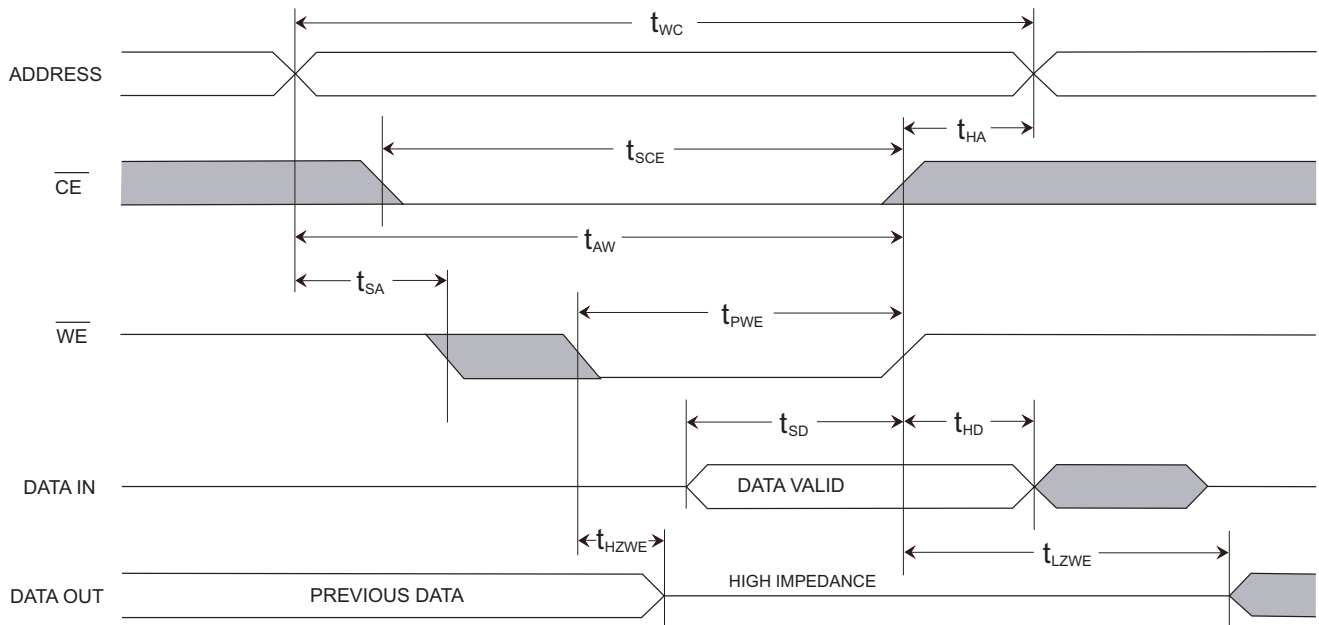 tWC
ADDRESS
tHA
tSCE
CE
tAW
tSA
tPWE
WE
tSD
tHD
DATA IN
DATA VALID
tHZWE
tLZWE
DATA OUT
PREVIOUS DATA
HIGH IMPEDANCE